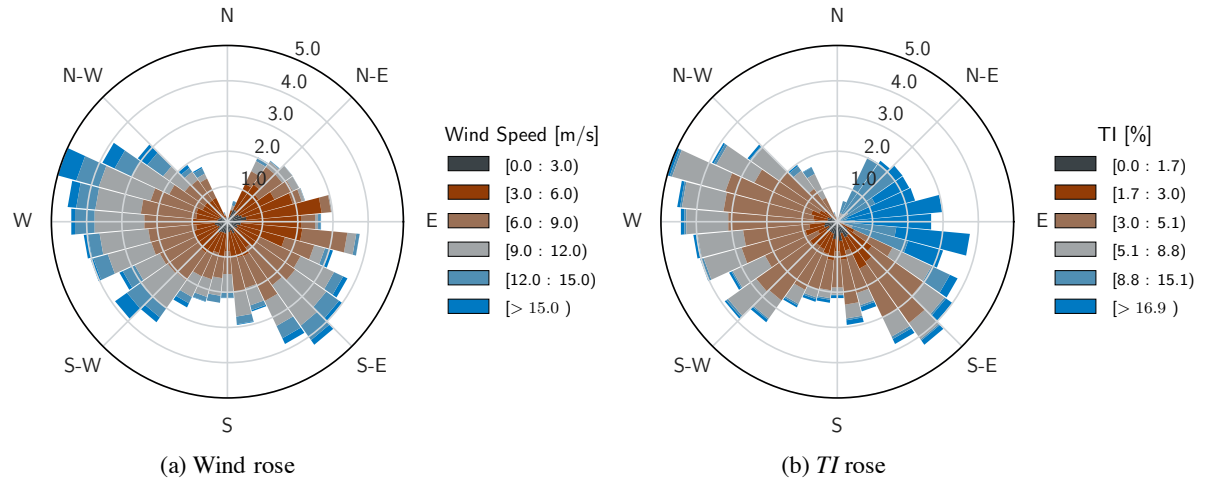 N
N-E
E
S-E
S
S-W
W
N-W
5.0
4.0
3.0
2.0
1.0
Wind Speed [m/s]
[0.0 : 3.0)
[3.0 : 6.0)
[6.0 : 9.0)
[9.0 : 12.0)
[12.0 : 15.0)
[> 15.0 )
(a) Wind rose
N
N-E
E
S-E
S
S-W
W
N-W
5.0
4.0
3.0
2.0
1.0
TI [%]
[0.0 : 1.7)
[1.7 : 3.0)
[3.0 : 5.1)
[5.1 : 8.8)
[8.8 : 15.1)
[> 16.9 )
(b) TI rose